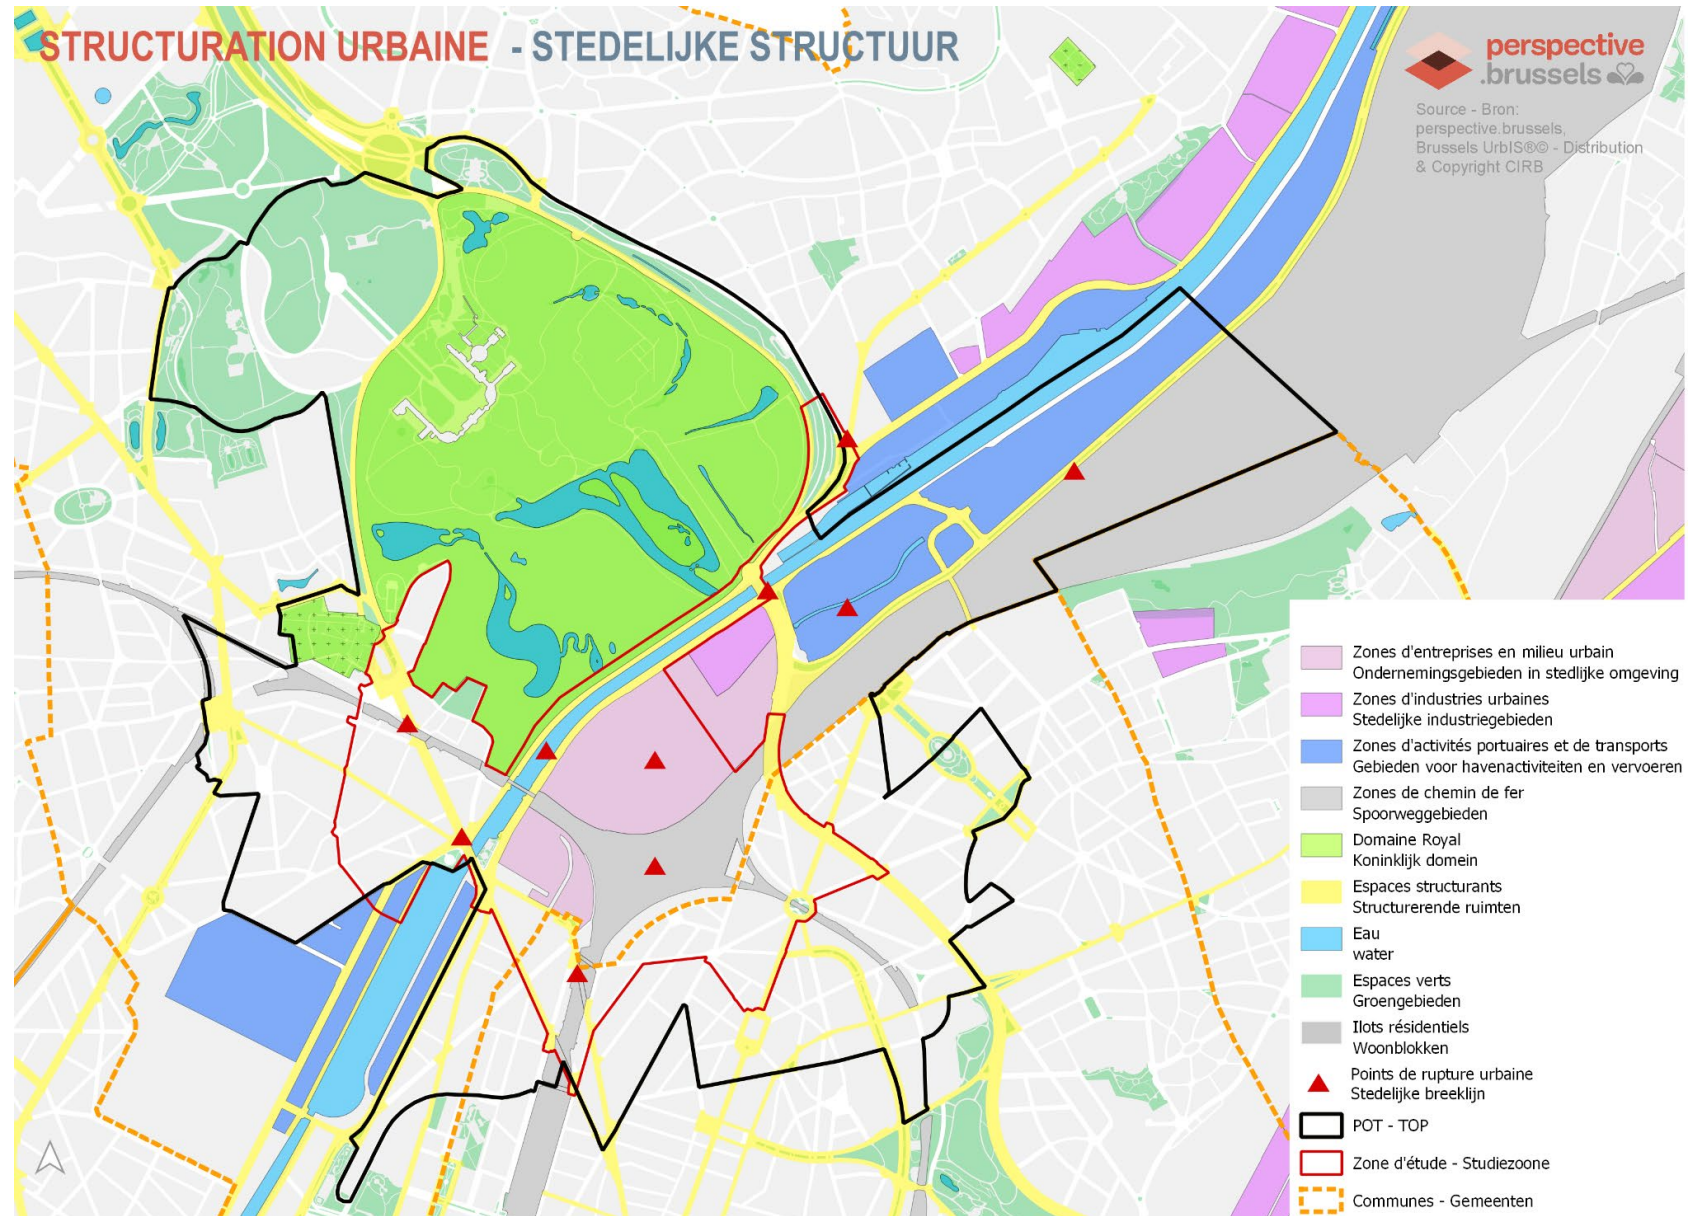 STRUCTURATION URBAINE - STEDELIJKE STRUCTUUR
perspective
.brussels
Source - Bron:
perspective.brussels,
Brussels UrbIS®© - Distribution
& Copyright CIRB
Zones d'entreprises en milieu urbain
Ondernemingsgebieden in stedlijke omgeving
Zones d'industries urbaines
Stedelijke industriegebieden
Zones d'activités portuaires et de transports
Gebieden voor havenactiviteiten en vervoeren
Zones de chemin de fer
Spoorweggebieden
Domaine Royal
Koninklijk domein
Espaces structurants
Structurerende ruimten
Eau
water
Espaces verts
Groengebieden
Ilots résidentiels
Woonblokken
Points de rupture urbaine
Stedelijke breeklijn
POT - TOP
Zone d'étude - Studiezoone
Communes - Gemeenten